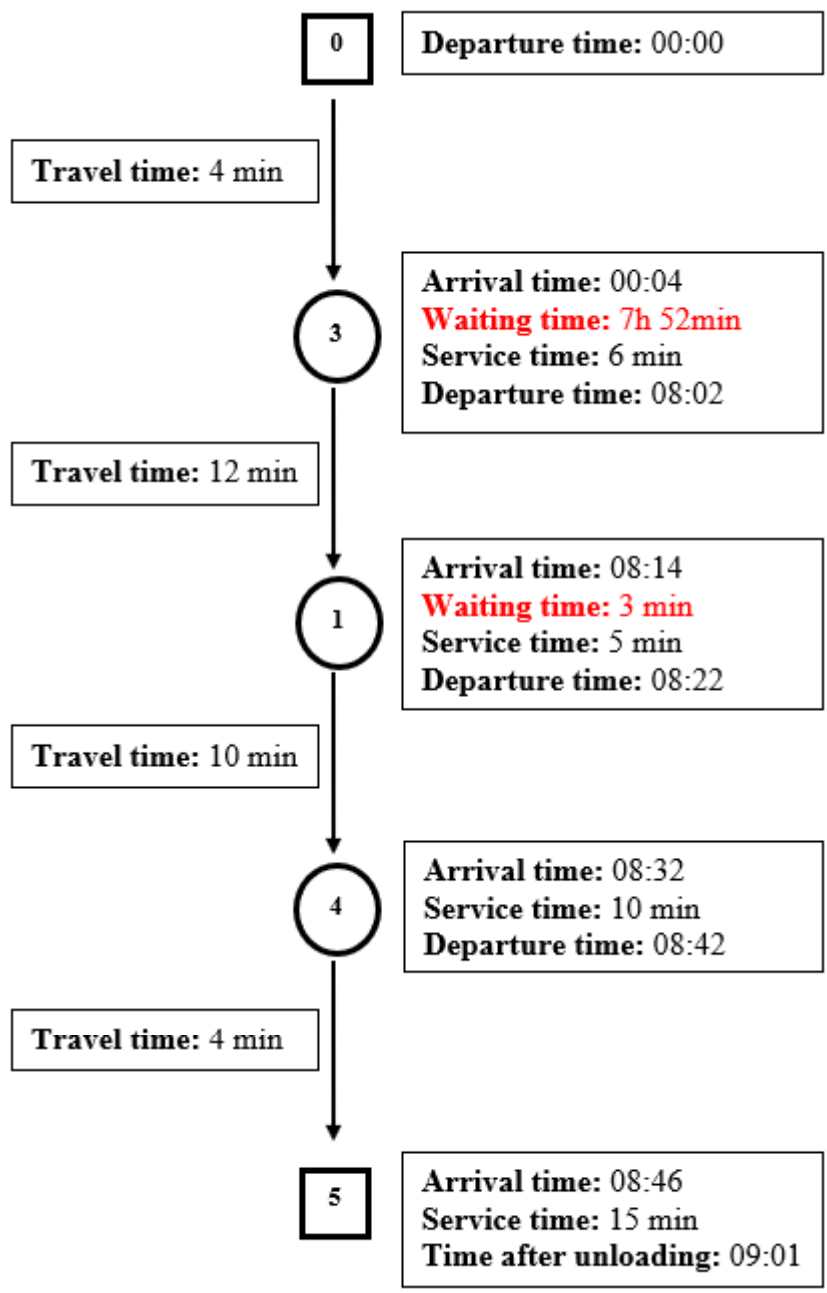 0
Departure time: 00:00
Travel time: 4 min
3
Arrival time: 00:04
Waiting time: 7h 52min
Service time: 6 min
Departure time: 08:02
Travel time: 12 min
1
Arrival time: 08:14
Waiting time: 3 min
Service time: 5 min
Departure time: 08:22
Travel time: 10 min
4
Arrival time: 08:32
Service time: 10 min
Departure time: 08:42
Travel time: 4 min
5
Arrival time: 08:46
Service time: 15 min
Time after unloading: 09:01